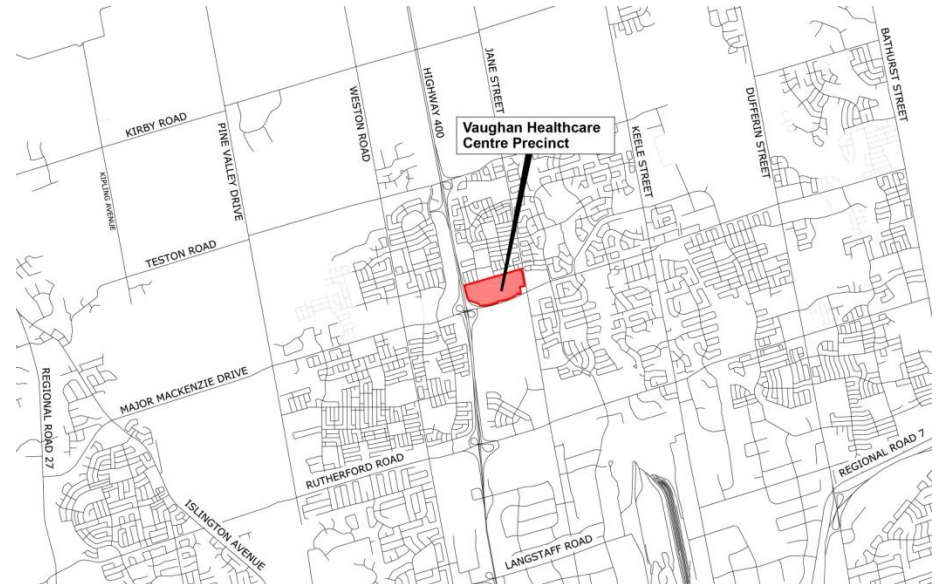 KIRBY ROAD
PINE VALLEY DRIVE
WESTON ROAD
HIGHWAY 400
JANE STREET
KEELE STREET
DUFFERIN STREET
BATHURST STREET
Vaughan Healthcare
Centre Precinct
KIPLING AVENUE
TESTON ROAD
MAJOR MACKENZIE DRIVE
REGIONAL ROAD 27
RUTHERFORD ROAD
ISLINGTON AVENUE
LANGSTAFF ROAD
REGIONAL ROAD 7